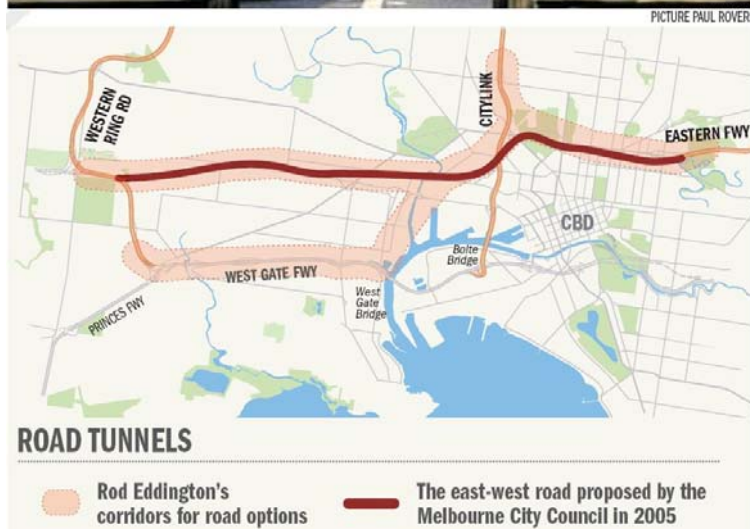 PICTURE PAUL ROVER
WESTERN
RING RD
CITYLINK
EASTERN FWY
CBD
Bolte
Bridge
WEST GATE FWY
West
Gate
Bridge
PRINCES FWY
ROAD TUNNELS
Rod Eddington's
corridors for road options
The east-west road proposed by the
Melbourne City Council in 2005